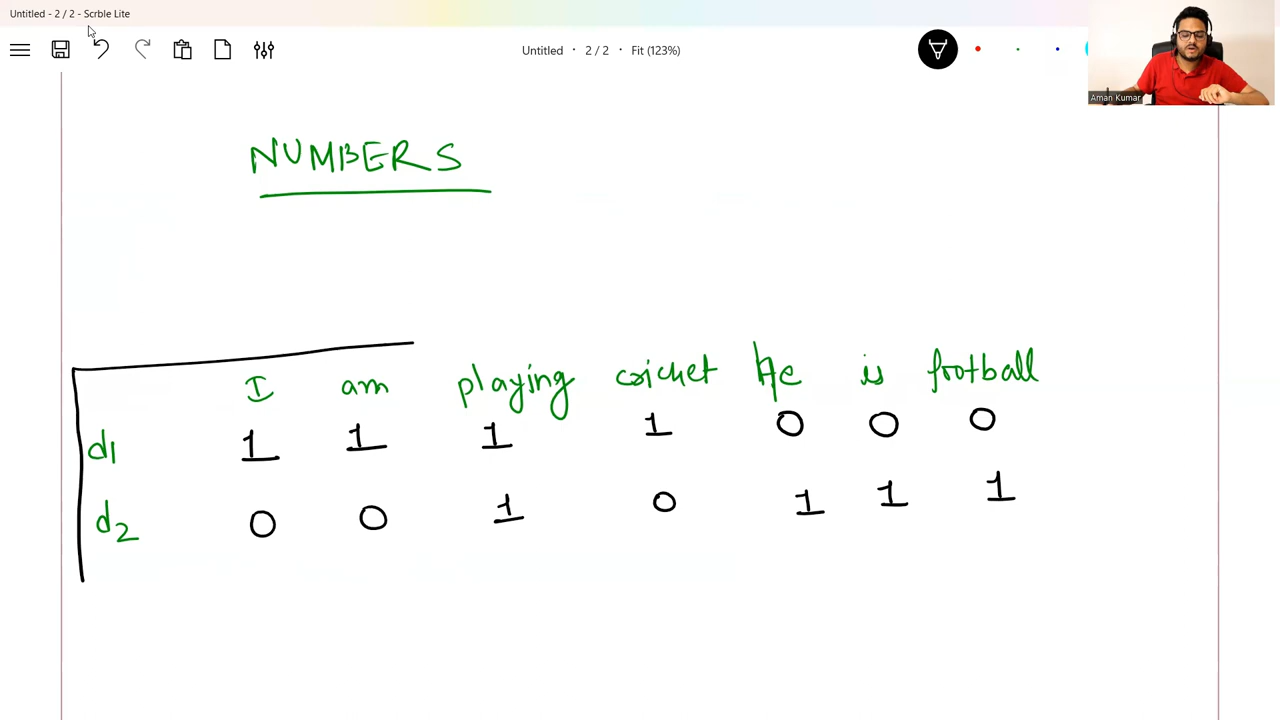 Untitled - 2 / 2 - Scrble Lite
Untitled · 2 / 2 · Fit (123%)
Aman Kumar
NUMBERS
I am playing cricket He is football
d1 1 1 1 1 0 0 0
d2 0 0 1 0 1 1 1